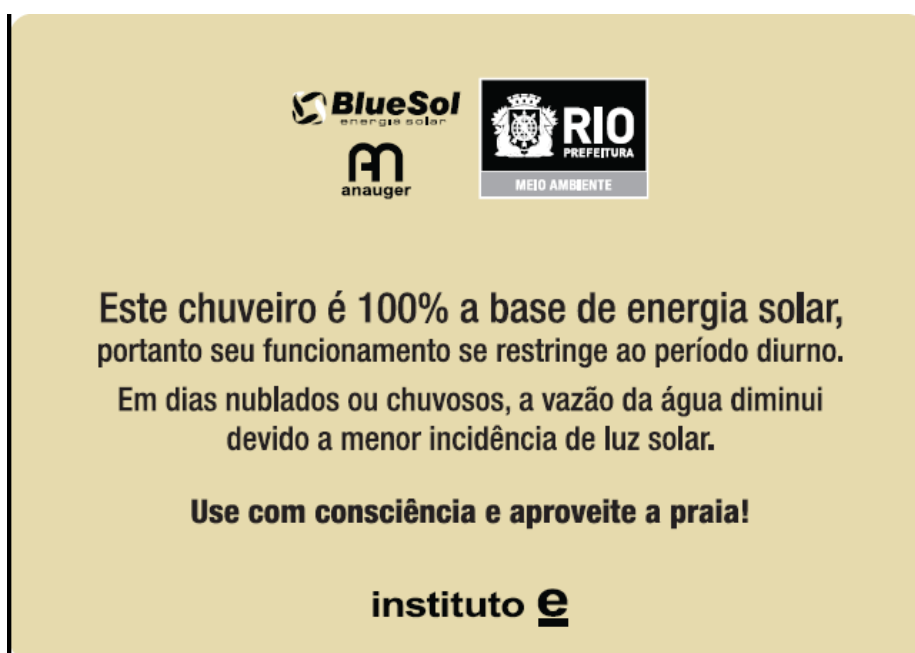 BlueSol
energia solar
anauger
RIO
PREFEITURA
MEIO AMBIENTE
Este chuveiro é 100% a base de energia solar,
portanto seu funcionamento se restringe ao período diurno.
Em dias nublados ou chuvosos, a vazão da água diminui
devido a menor incidência de luz solar.
Use com consciência e aproveite a praia!
instituto e